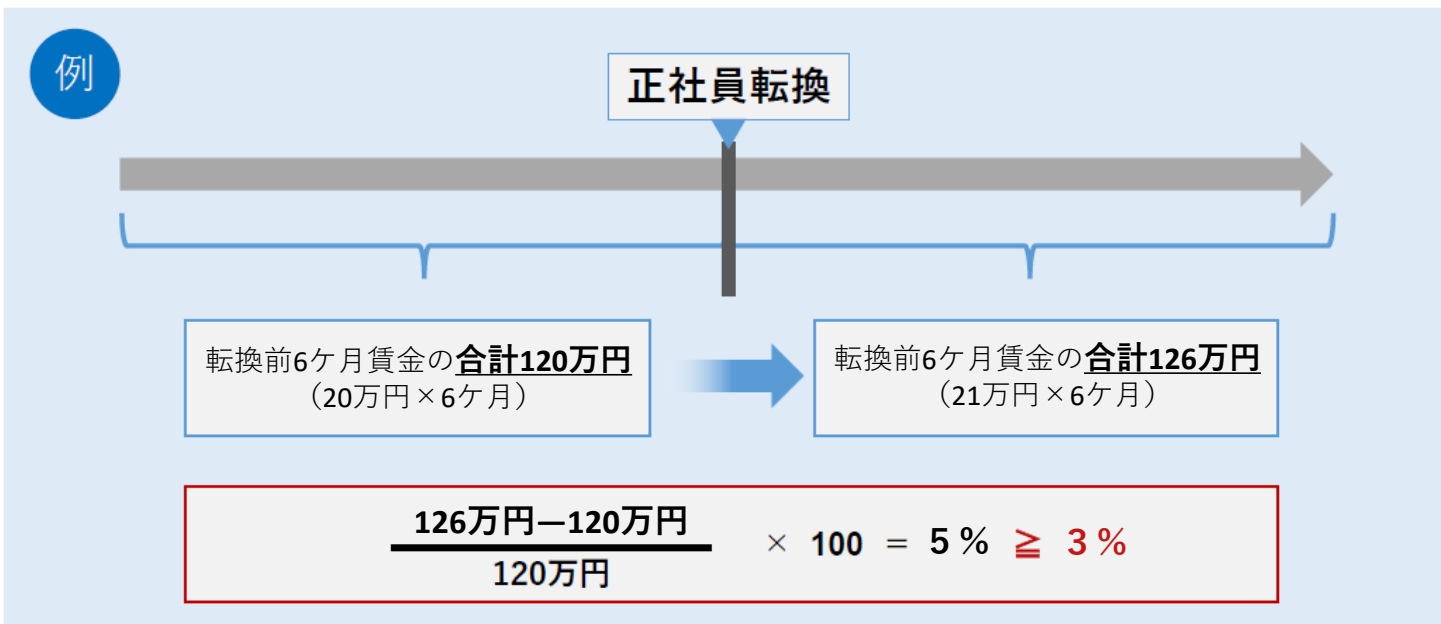 例
正社員転換
転換前6ケ月賃金の合計120万円
（20万円×6ケ月）
転換前6ケ月賃金の合計126万円
（21万円×6ケ月）
126万円―120万円
120万円
× 100 = 5% ≧ 3%